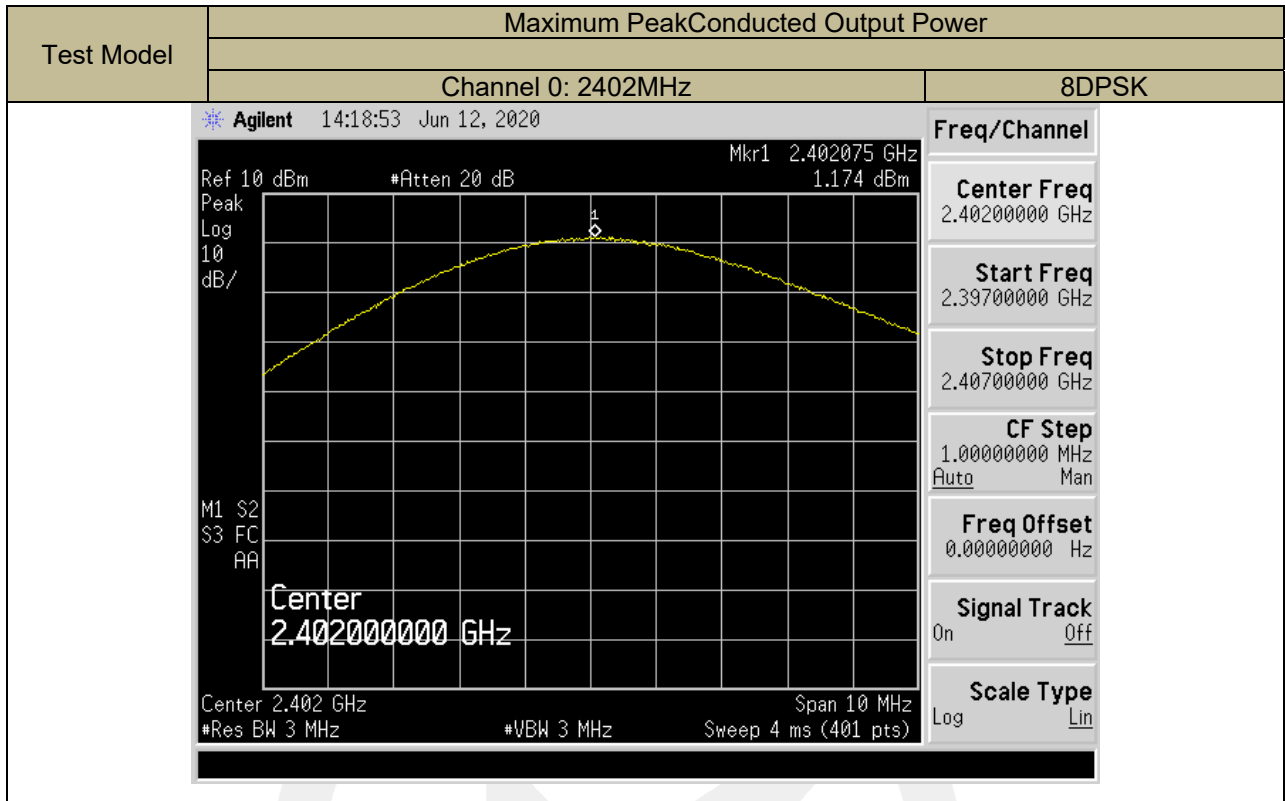 Test Model
Maximum PeakConducted Output Power
Channel 0: 2402MHz
8DPSK
Agilent 14:18:53 Jun 12, 2020
Mkr1 2.402075 GHz
Ref 10 dBm #Atten 20 dB 1.174 dBm
Peak
Log
10
dB/
1
M1 S2
S3 FC
AA
Center
2.402000000 GHz
Center 2.402 GHz Span 10 MHz
#Res BW 3 MHz #VBW 3 MHz Sweep 4 ms (401 pts)
Freq/Channel
Center Freq
2.40200000 GHz
Start Freq
2.39700000 GHz
Stop Freq
2.40700000 GHz
CF Step
1.00000000 MHz
Auto Man
Freq Offset
0.00000000 Hz
Signal Track
On Off
Scale Type
Log Lin